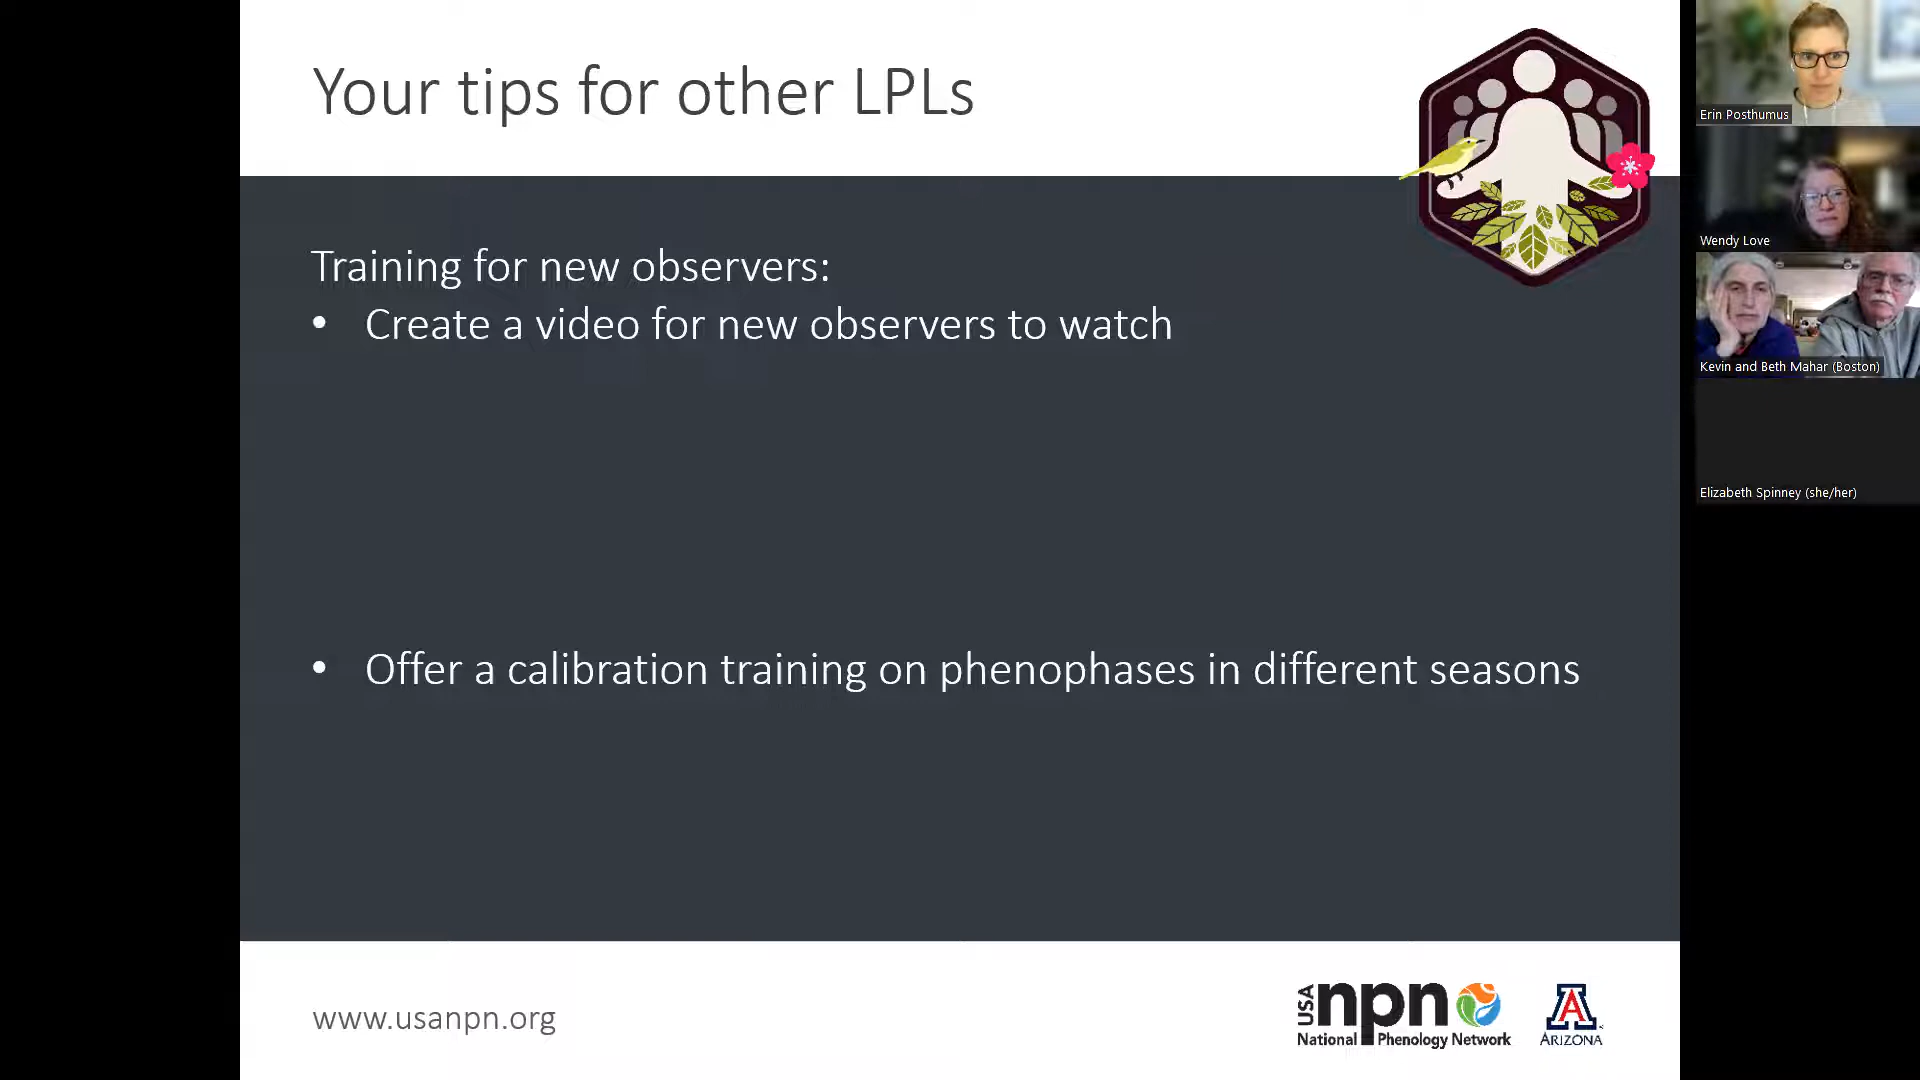 Your tips for other LPLs
Training for new observers:
• Create a video for new observers to watch
• Offer a calibration training on phenophases in different seasons
www.usanpn.org
USA npn
National Phenology Network
A
ARIZONA
Erin Posthumus
Wendy Love
Kevin and Beth Mahar (Boston)
Elizabeth Spinney (she/her)